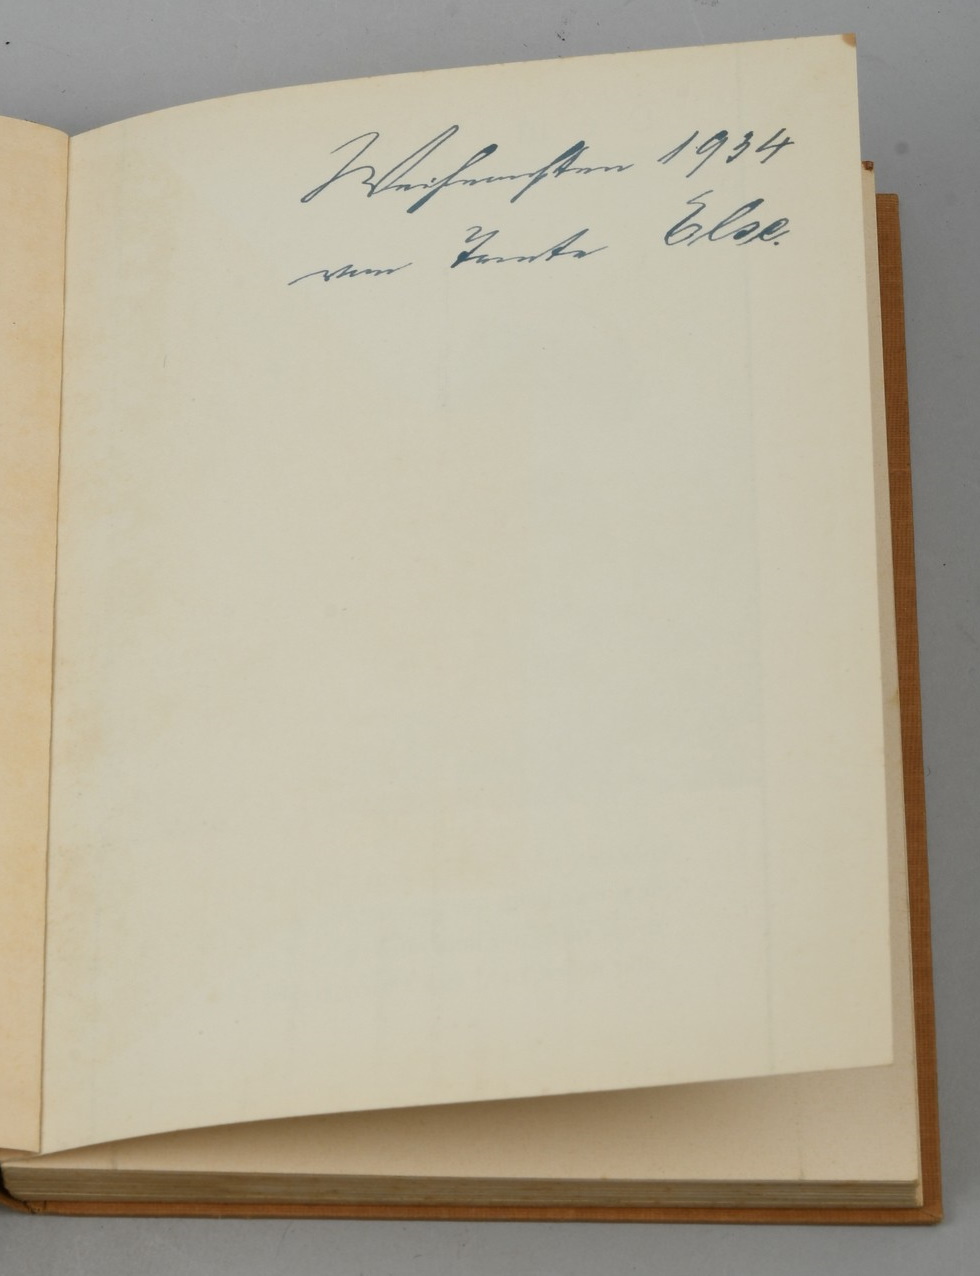 Weihnachten 1934
von Tante Else.